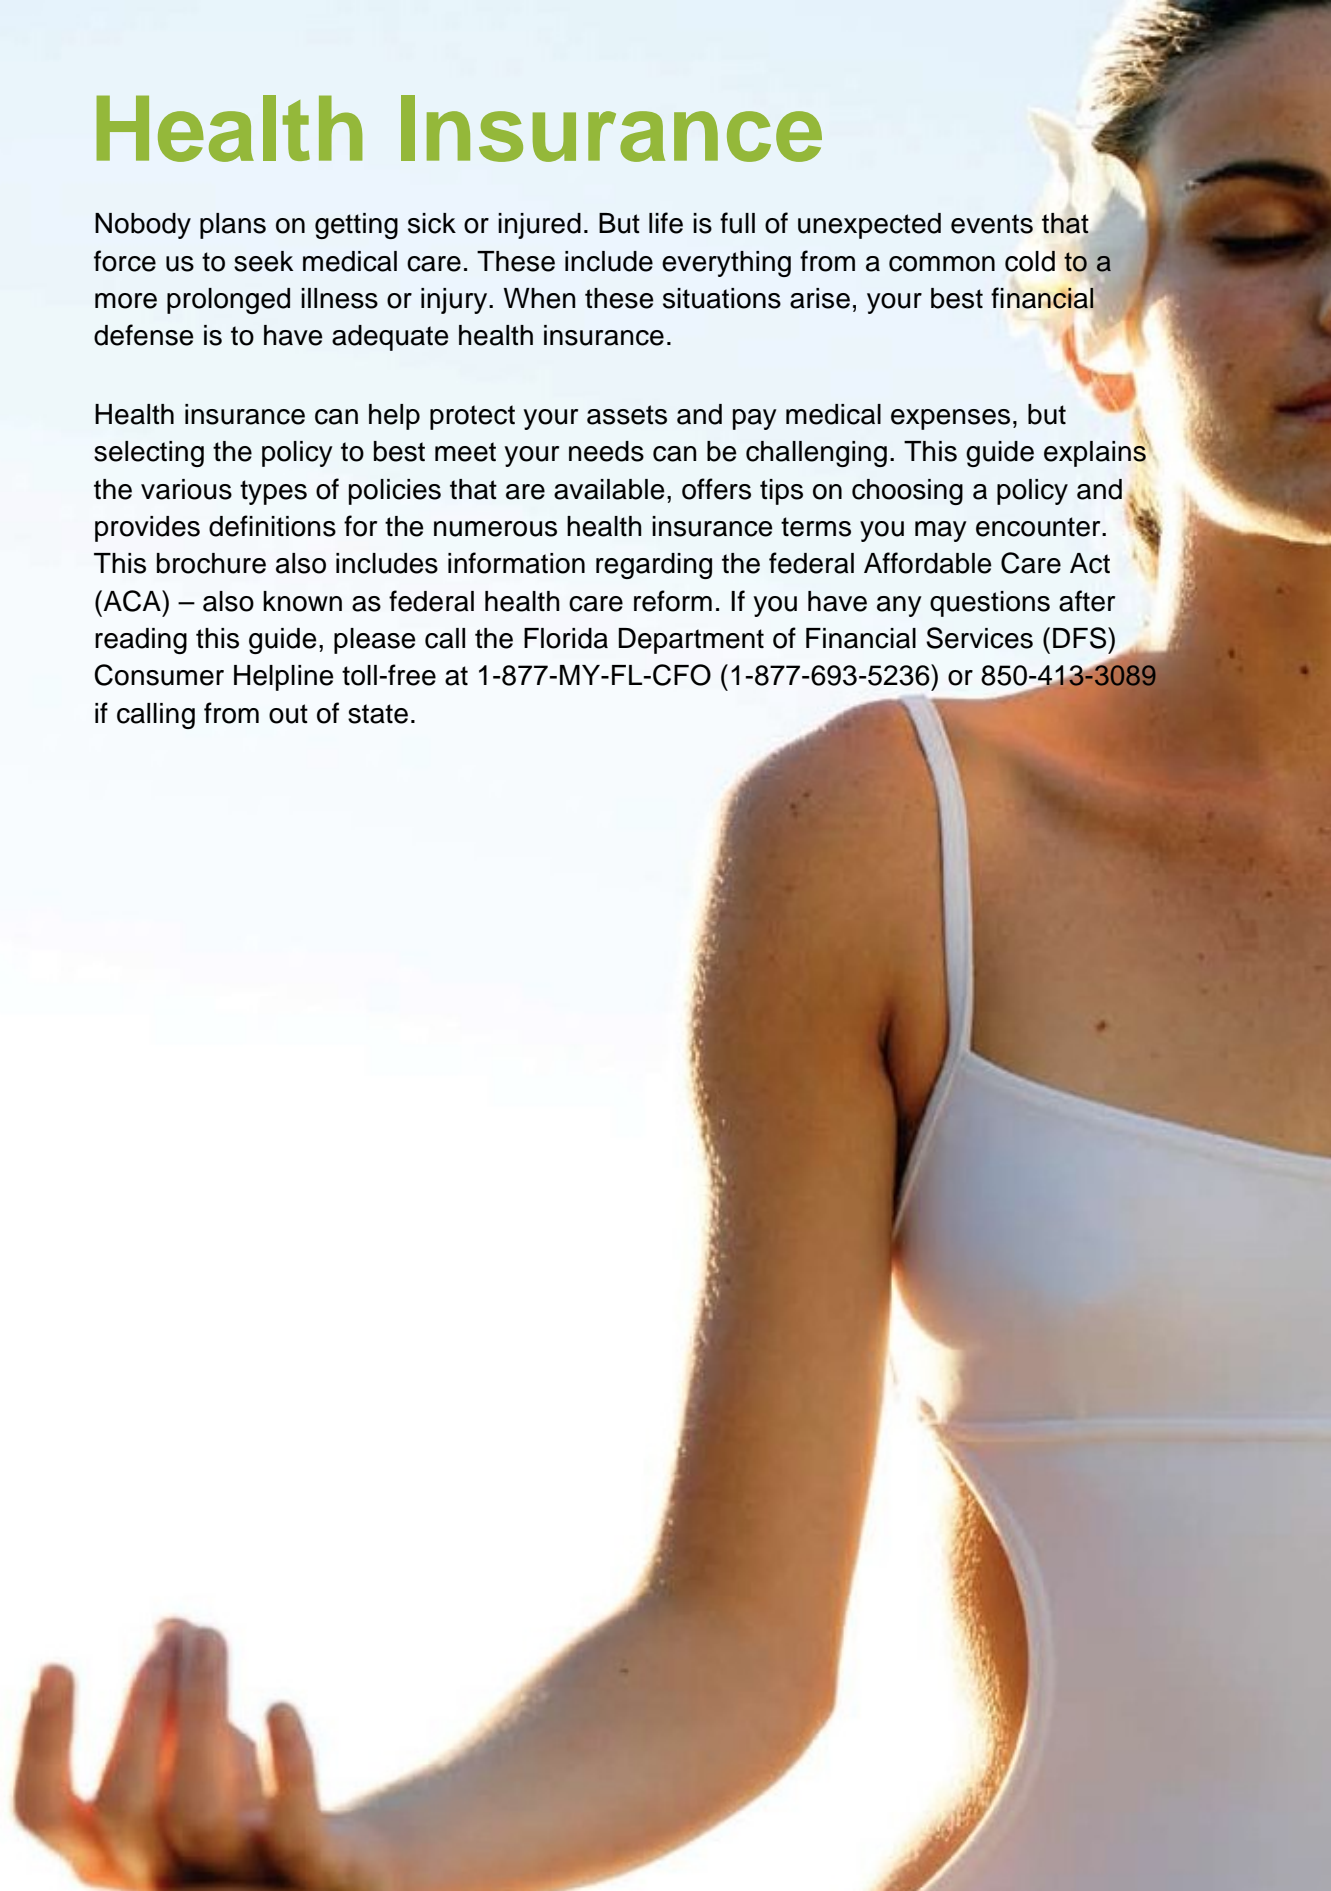 Health Insurance
Nobody plans on getting sick or injured. But life is full of unexpected events that
force us to seek medical care. These include everything from a common cold to a
more prolonged illness or injury. When these situations arise, your best financial
defense is to have adequate health insurance.
Health insurance can help protect your assets and pay medical expenses, but
selecting the policy to best meet your needs can be challenging. This guide explains
the various types of policies that are available, offers tips on choosing a policy and
provides definitions for the numerous health insurance terms you may encounter.
This brochure also includes information regarding the federal Affordable Care Act
(ACA) – also known as federal health care reform. If you have any questions after
reading this guide, please call the Florida Department of Financial Services (DFS)
Consumer Helpline toll-free at 1-877-MY-FL-CFO (1-877-693-5236) or 850-413-3089
if calling from out of state.